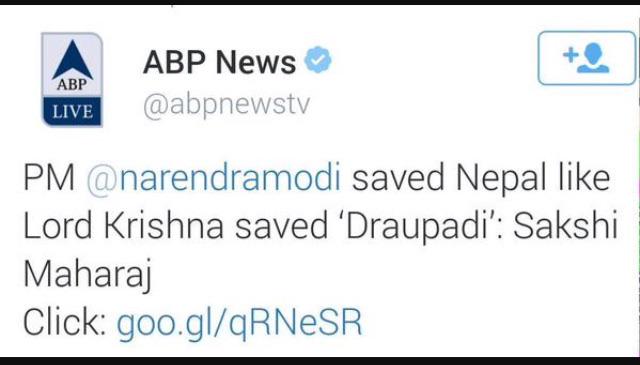 ABP
LIVE
ABP News
@abpnewstv
PM @narendramodi saved Nepal like
Lord Krishna saved ‘Draupadi’: Sakshi
Maharaj
Click: goo.gl/qRNeSR